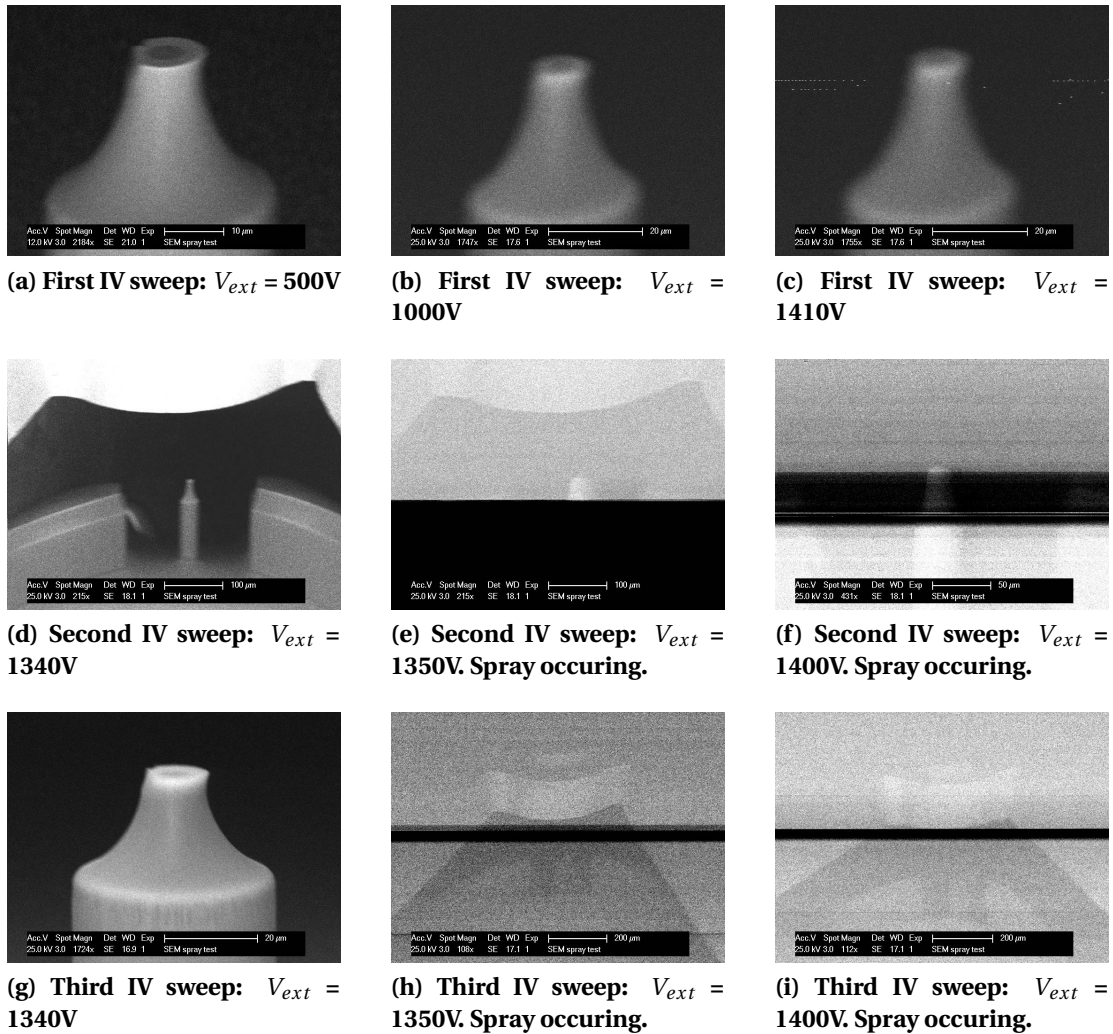 Acc.V Spot Magn Det WD Exp 10 µm
12.0 kV 3.0 2184x SE 21.0 1 SEM spray test
Acc.V Spot Magn Det WD Exp 20 µm
25.0 kV 3.0 1747x SE 17.6 1 SEM spray test
Acc.V Spot Magn Det WD Exp 20 µm
25.0 kV 3.0 1755x SE 17.6 1 SEM spray test
(a) First IV sweep: Vext = 500V
(b) First IV sweep: Vext =
1000V
(c) First IV sweep: Vext =
1410V
Acc.V Spot Magn Det WD Exp 100 µm
25.0 kV 3.0 215x SE 18.1 1 SEM spray test
Acc.V Spot Magn Det WD Exp 100 µm
25.0 kV 3.0 215x SE 18.1 1 SEM spray test
Acc.V Spot Magn Det WD Exp 50 µm
25.0 kV 3.0 431x SE 18.1 1 SEM spray test
(d) Second IV sweep: Vext =
1340V
(e) Second IV sweep: Vext =
1350V. Spray occuring.
(f) Second IV sweep: Vext =
1400V. Spray occuring.
Acc.V Spot Magn Det WD Exp 20 µm
25.0 kV 3.0 1724x SE 16.9 1 SEM spray test
Acc.V Spot Magn Det WD Exp 200 µm
25.0 kV 3.0 108x SE 17.1 1 SEM spray test
Acc.V Spot Magn Det WD Exp 200 µm
25.0 kV 3.0 112x SE 17.1 1 SEM spray test
(g) Third IV sweep: Vext =
1340V
(h) Third IV sweep: Vext =
1350V. Spray occuring.
(i) Third IV sweep: Vext =
1400V. Spray occuring.